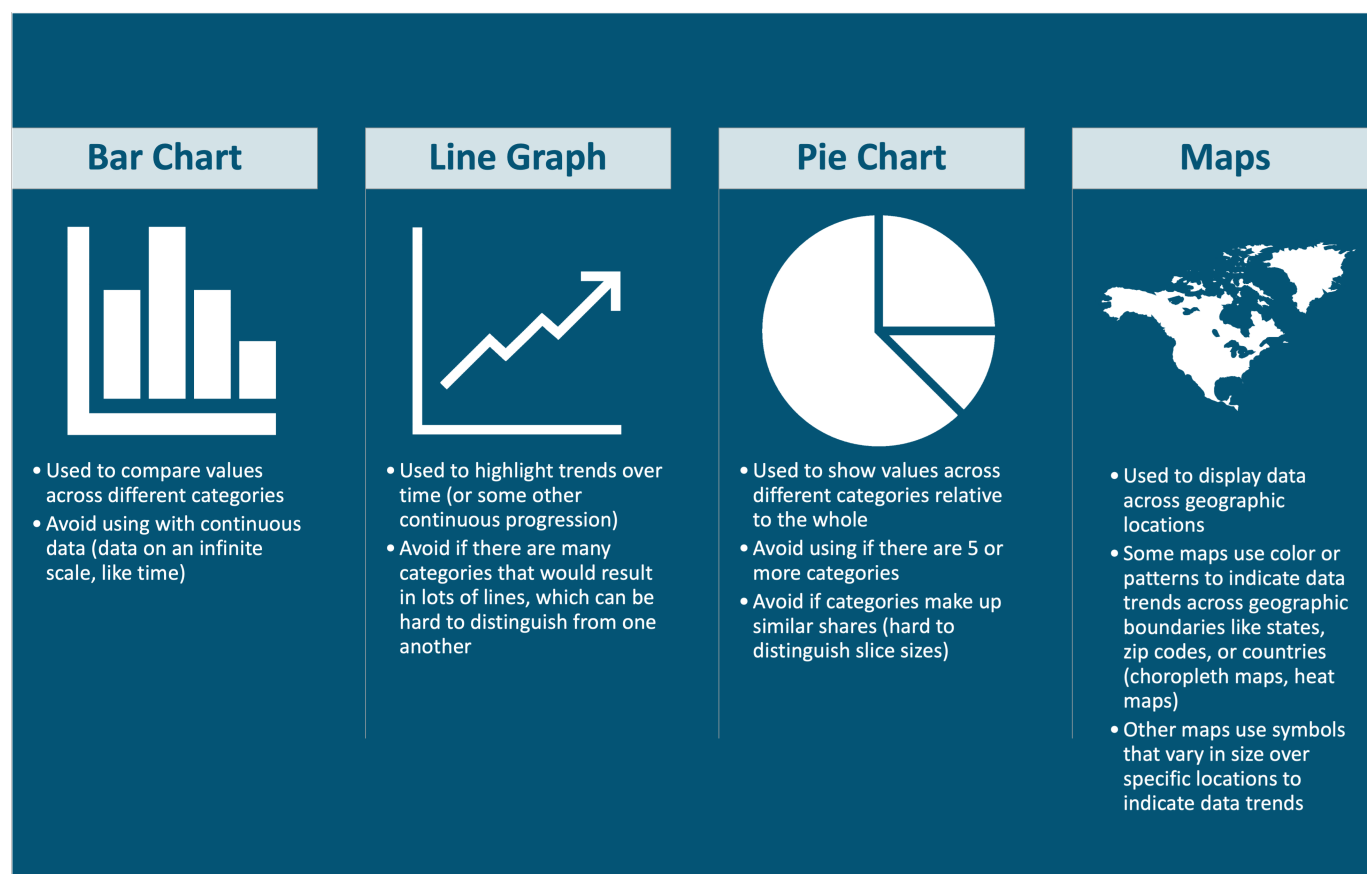 Bar Chart
• Used to compare values
across different categories
• Avoid using with continuous
data (data on an infinite
scale, like time)
Line Graph
• Used to highlight trends over
time (or some other
continuous progression)
• Avoid if there are many
categories that would result
in lots of lines, which can be
hard to distinguish from one
another
Pie Chart
• Used to show values across
different categories relative
to the whole
• Avoid using if there are 5 or
more categories
• Avoid if categories make up
similar shares (hard to
distinguish slice sizes)
Maps
• Used to display data
across geographic
locations
• Some maps use color or
patterns to indicate data
trends across geographic
boundaries like states,
zip codes, or countries
(choropleth maps, heat
maps)
• Other maps use symbols
that vary in size over
specific locations to
indicate data trends